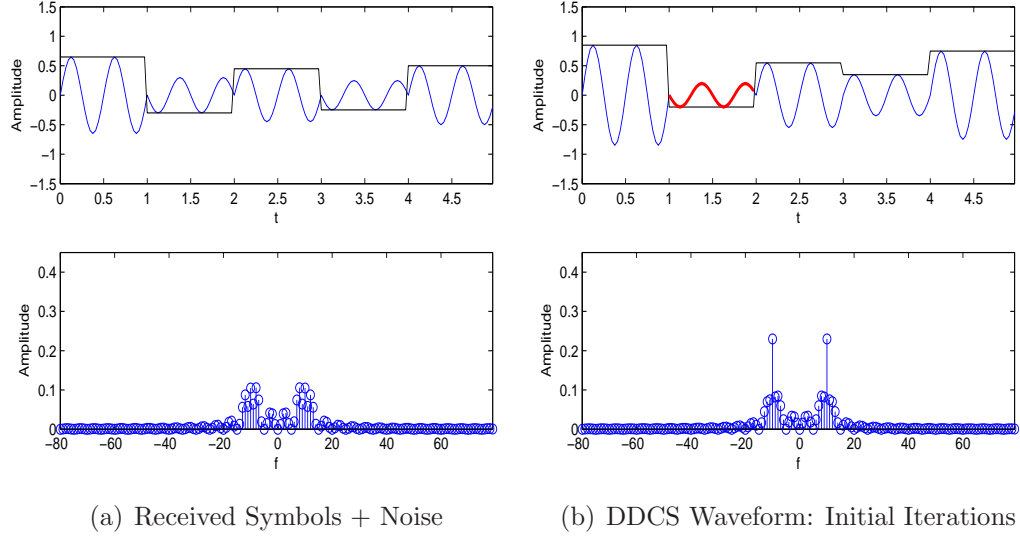 1.5
1
0.5
0
−0.5
−1
−1.5
Amplitude
0 0.5 1 1.5 2 2.5 3 3.5 4 4.5
t
1.5
1
0.5
0
−0.5
−1
−1.5
Amplitude
0 0.5 1 1.5 2 2.5 3 3.5 4 4.5
t
0.4
0.3
0.2
0.1
0
Amplitude
−80 −60 −40 −20 0 20 40 60
f
0.4
0.3
0.2
0.1
0
Amplitude
−80 −60 −40 −20 0 20 40 60
f
(a) Received Symbols + Noise
(b) DDCS Waveform: Initial Iterations